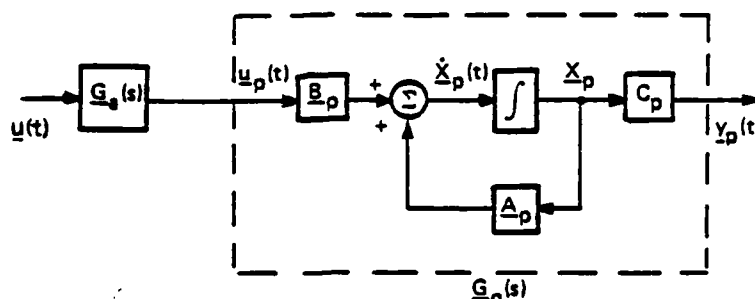 u(t)
G_a(s)
u_p(t)
B_p
+
+
Σ
Ẋ_p(t)
∫
X_p
C_p
y_p(t
A_p
G_p(s)